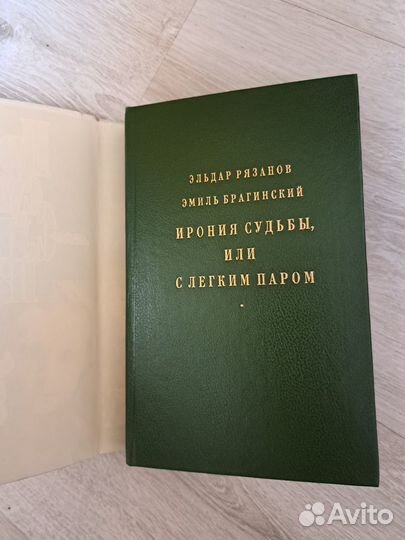 ЭЛЬДАР РЯЗАНОВ
ЭМИЛЬ БРАГИНСКИЙ
ИРОНИЯ СУДЬБЫ,
ИЛИ
С ЛЕГКИМ ПАРОМ
Avito